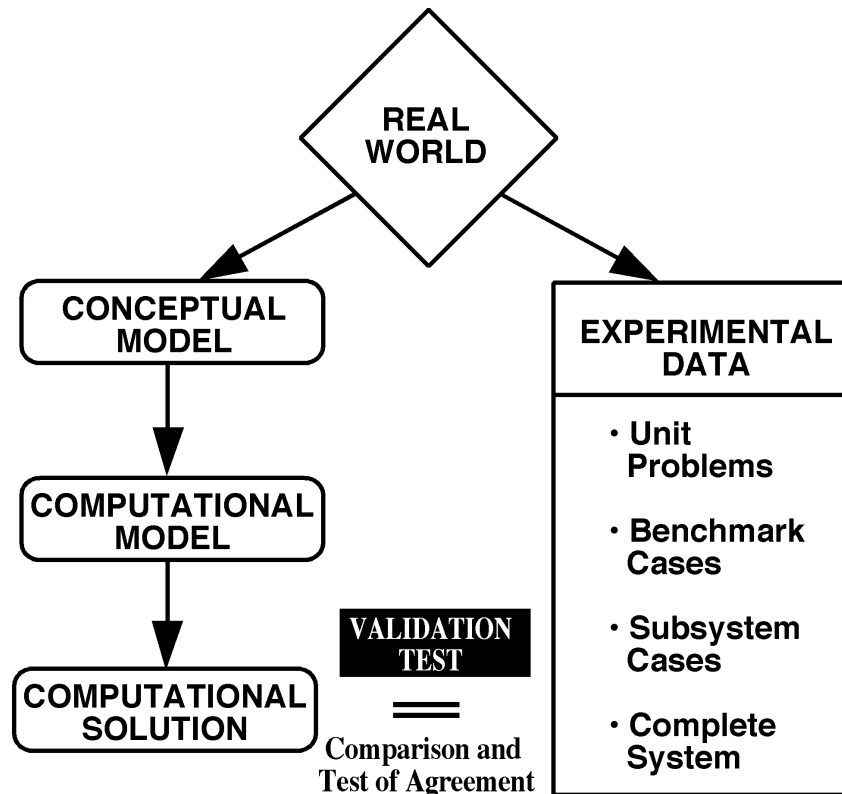 REAL
WORLD
CONCEPTUAL
MODEL
COMPUTATIONAL
MODEL
COMPUTATIONAL
SOLUTION
VALIDATION
TEST
=
Comparison and
Test of Agreement
EXPERIMENTAL
DATA
• Unit
Problems
• Benchmark
Cases
• Subsystem
Cases
• Complete
System